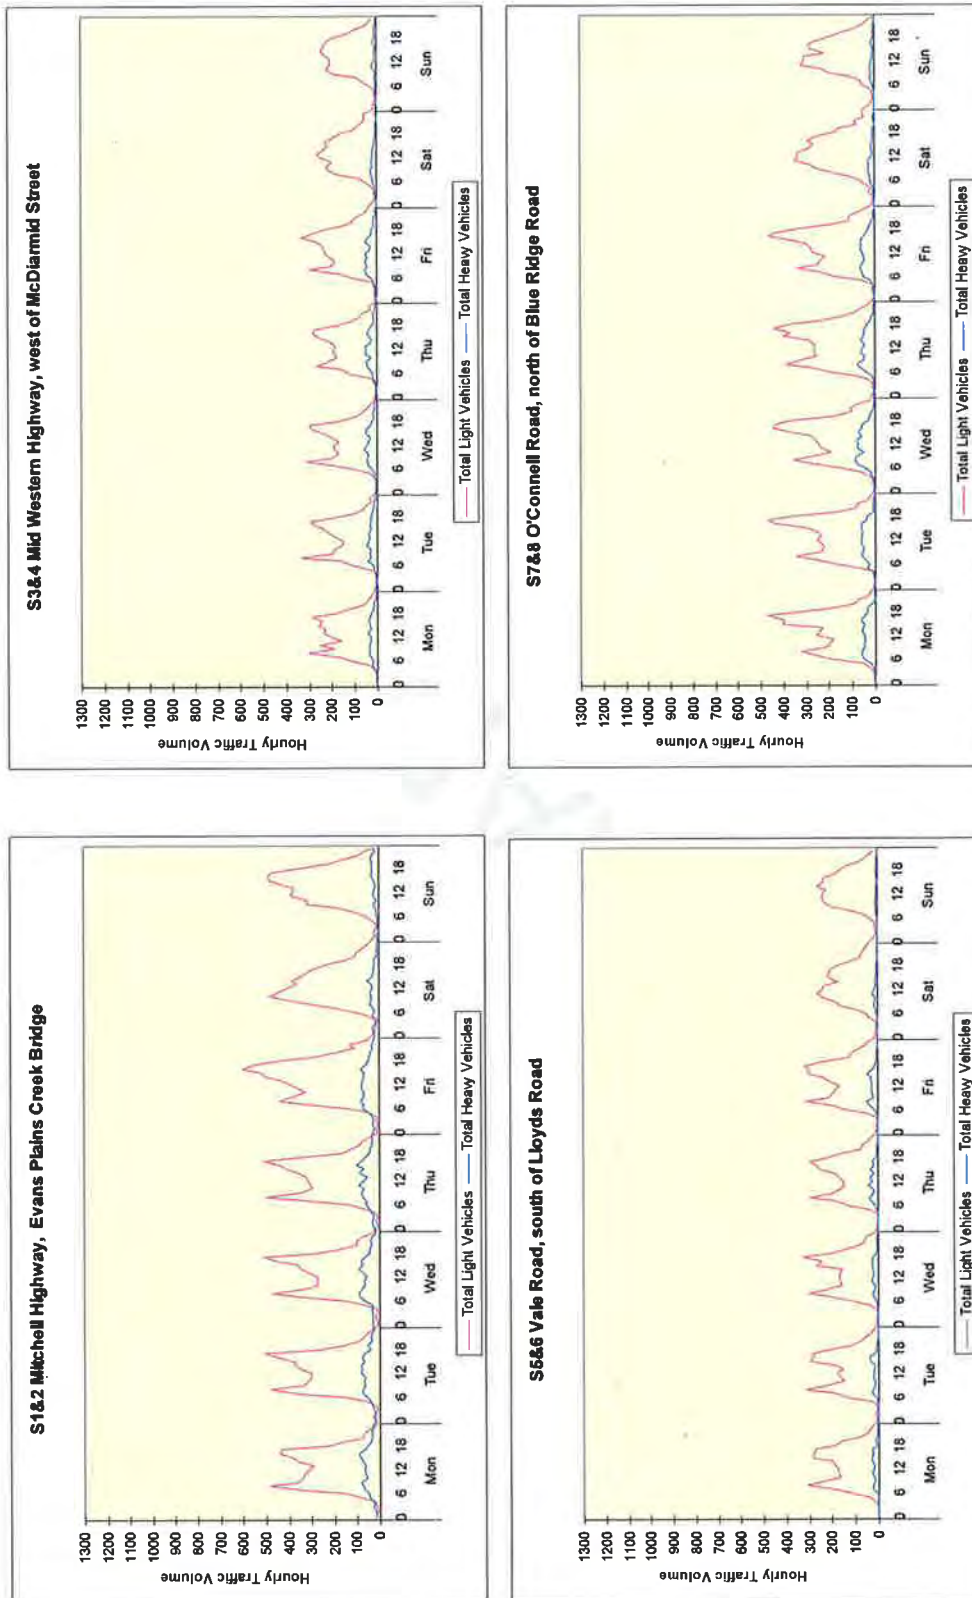 S1&2 Mitchell Highway, Evans Plains Creek Bridge
Hourly Traffic Volume
1300
1200
1100
1000
900
800
700
600
500
400
300
200
100
0
0 6 12 18 0 6 12 18 0 6 12 18 0 6 12 18 0 6 12 18 0 6 12 18 0 6 12 18
Mon Tue Wed Thu Fri Sat Sun
Total Light Vehicles Total Heavy Vehicles
S3&4 Mid Western Highway, west of McDiarmid Street
Hourly Traffic Volume
1300
1200
1100
1000
900
800
700
600
500
400
300
200
100
0
0 6 12 18 0 6 12 18 0 6 12 18 0 6 12 18 0 6 12 18 0 6 12 18 0 6 12 18
Mon Tue Wed Thu Fri Sat Sun
Total Light Vehicles Total Heavy Vehicles
S5&6 Vale Road, south of Lloyds Road
Hourly Traffic Volume
1300
1200
1100
1000
900
800
700
600
500
400
300
200
100
0
0 6 12 18 0 6 12 18 0 6 12 18 0 6 12 18 0 6 12 18 0 6 12 18 0 6 12 18
Mon Tue Wed Thu Fri Sat Sun
Total Light Vehicles Total Heavy Vehicles
S7&8 O'Connell Road, north of Blue Ridge Road
Hourly Traffic Volume
1300
1200
1100
1000
900
800
700
600
500
400
300
200
100
0
0 6 12 18 0 6 12 18 0 6 12 18 0 6 12 18 0 6 12 18 0 6 12 18 0 6 12 18
Mon Tue Wed Thu Fri Sat Sun
Total Light Vehicles Total Heavy Vehicles